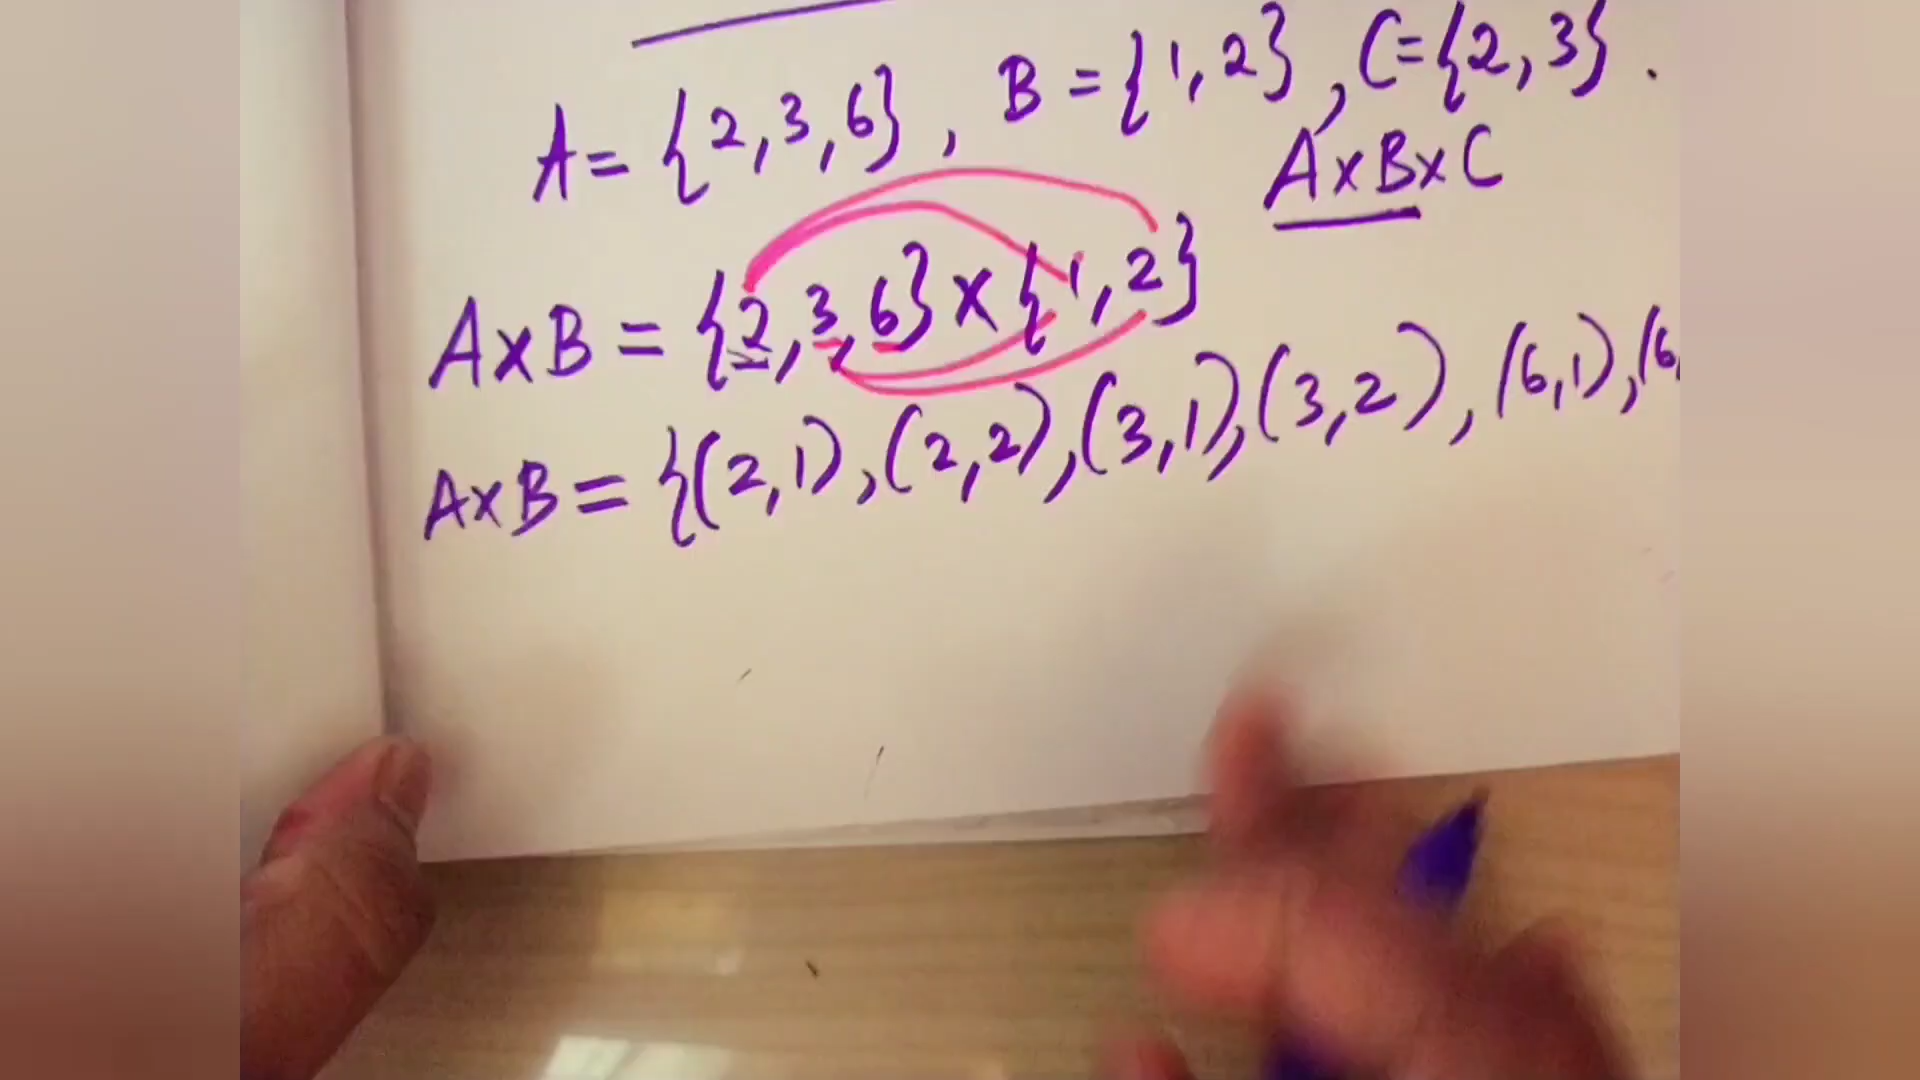 A = {2, 3, 6}, B = {1, 2}, C = {2, 3}.
A×B×C
A×B = {2, 3, 6} × {1, 2}
A×B = {(2,1), (2,2), (3,1), (3,2), (6,1), (6,